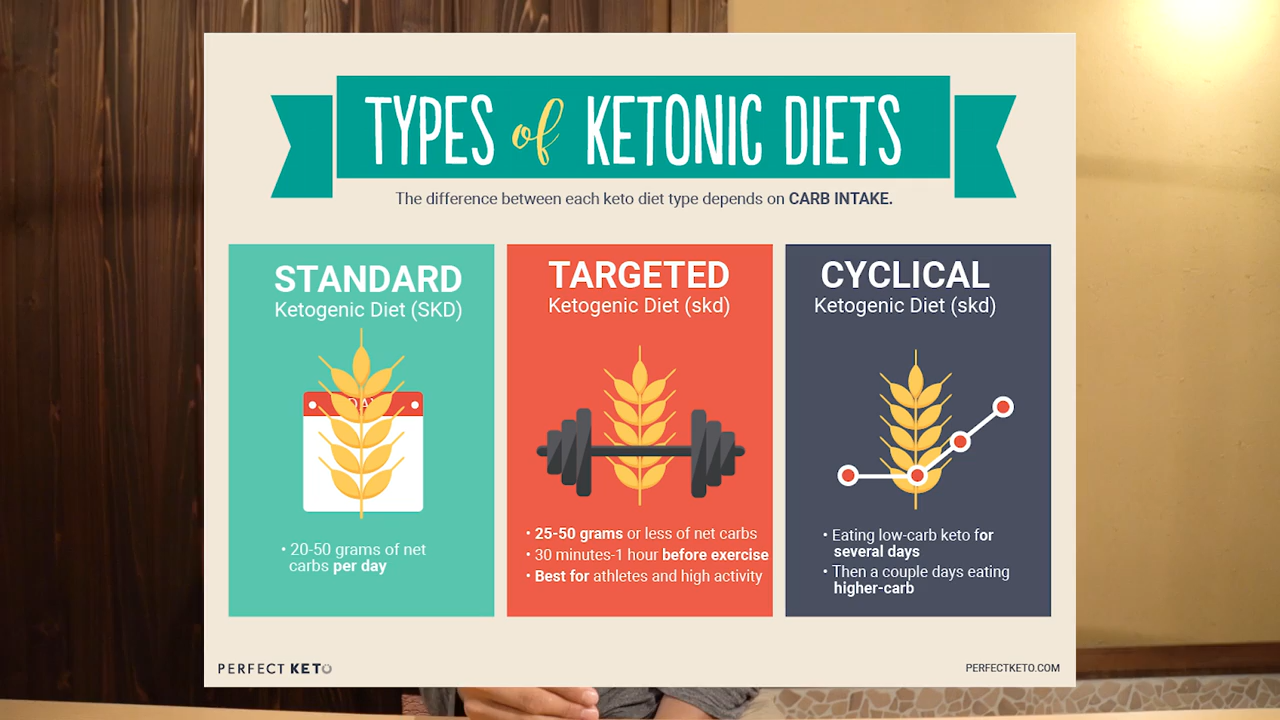 TYPES of KETONIC DIETS
The difference between each keto diet type depends on CARB INTAKE.
STANDARD
Ketogenic Diet (SKD)
• 20-50 grams of net
carbs per day
TARGETED
Ketogenic Diet (skd)
• 25-50 grams or less of net carbs
• 30 minutes-1 hour before exercise
• Best for athletes and high activity
CYCLICAL
Ketogenic Diet (skd)
• Eating low-carb keto for
several days
• Then a couple days eating
higher-carb
PERFECT KETO
PERFECTKETO.COM